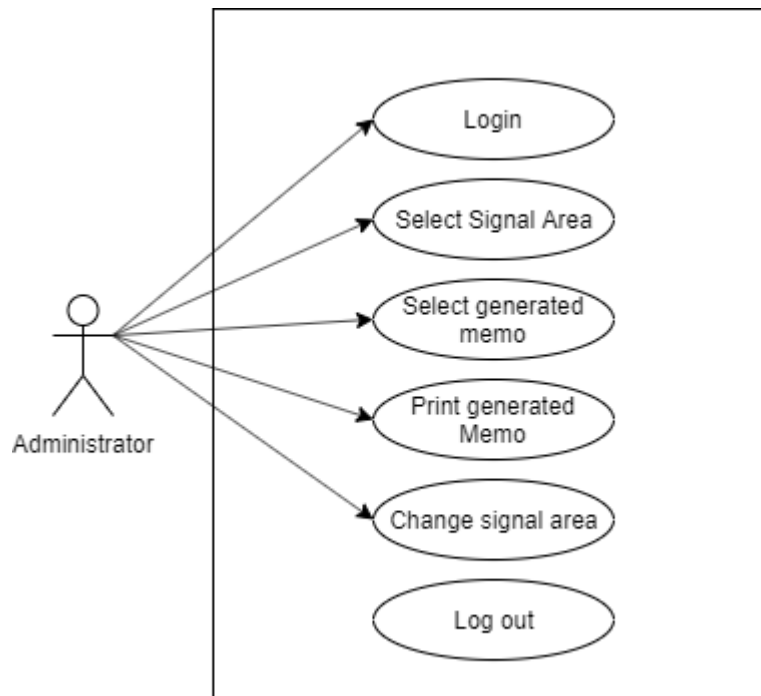 Login
Select Signal Area
Select generated
memo
Print generated
Memo
Administrator
Change signal area
Log out